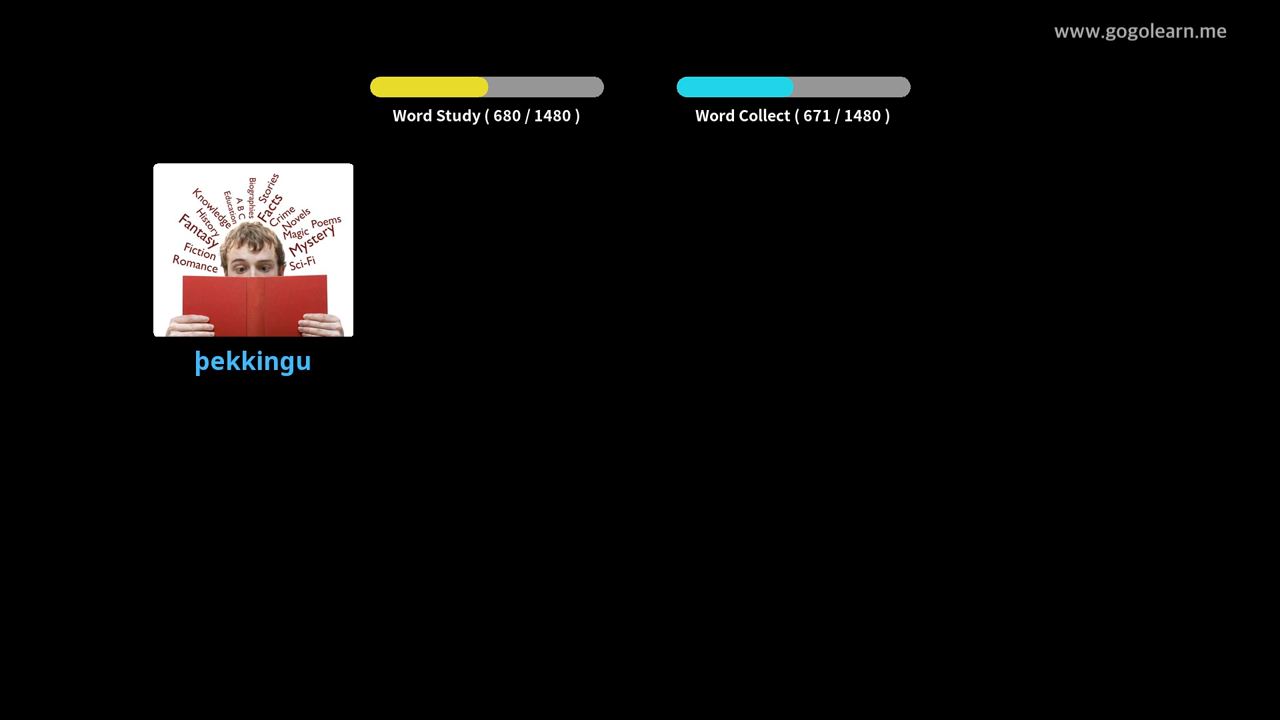 www.gogolearn.me
Word Study ( 680 / 1480 )
Word Collect ( 671 / 1480 )
Knowledge
History
Fantasy
Fiction
Romance
Education
A B C
Biographies
Stories
Facts
Crime
Novels
Magic
Poems
Mystery
Sci-Fi
þekkingu